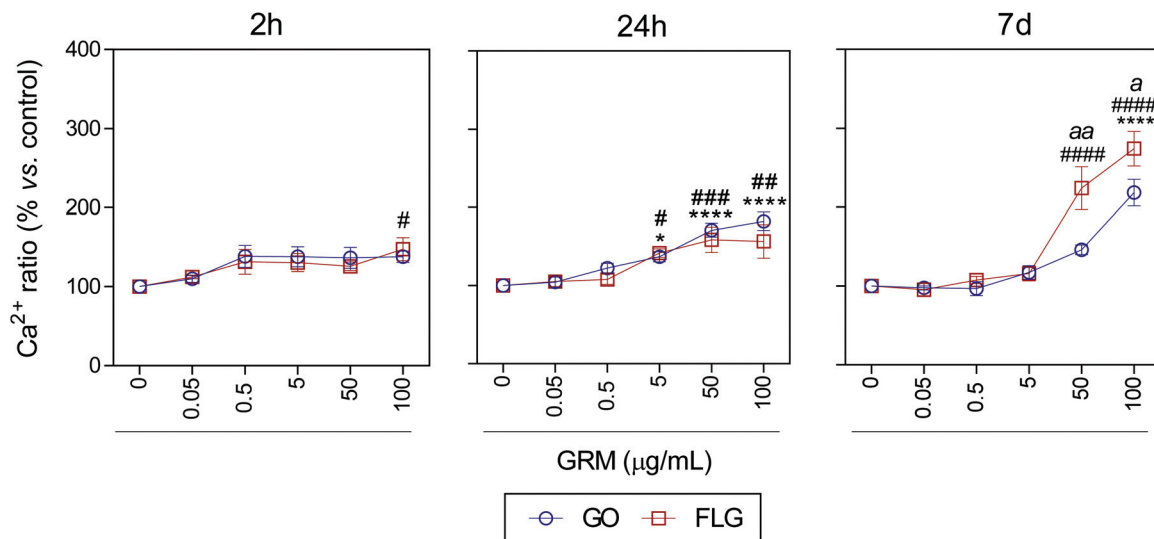 2h
24h
7d
Ca2+ ratio (% vs. control)
400
300
200
100
0
#
#
*
###
****
##
****
aa
####
a
####
****
0 0.05 0.5 5 50 100
0 0.05 0.5 5 50 100
0 0.05 0.5 5 50 100
GRM (μg/mL)
GO FLG